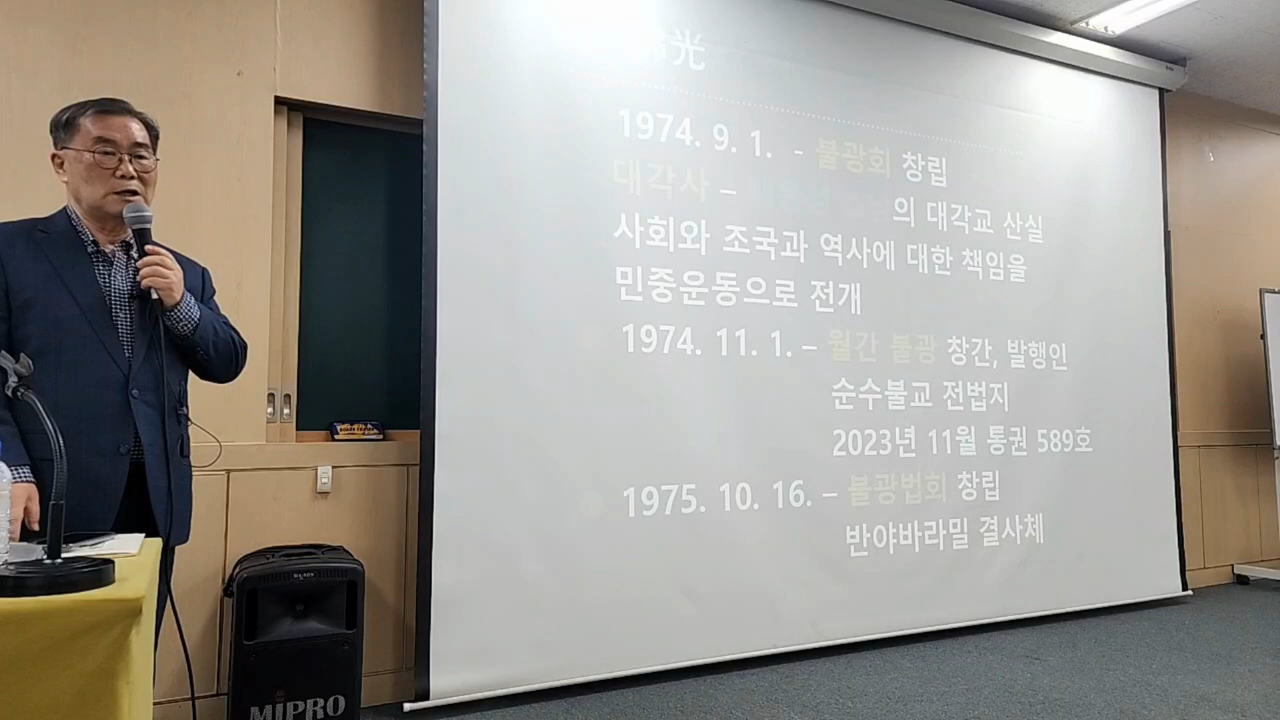 光
1974. 9. 1. - 불광회 창립
대각사 – 의 대각교 산실
사회와 조국과 역사에 대한 책임을
민중운동으로 전개
1974. 11. 1. – 월간 불광 창간, 발행인
순수불교 전법지
2023년 11월 통권 589호
1975. 10. 16. – 불광법회 창립
반야바라밀 결사체
MIPRO